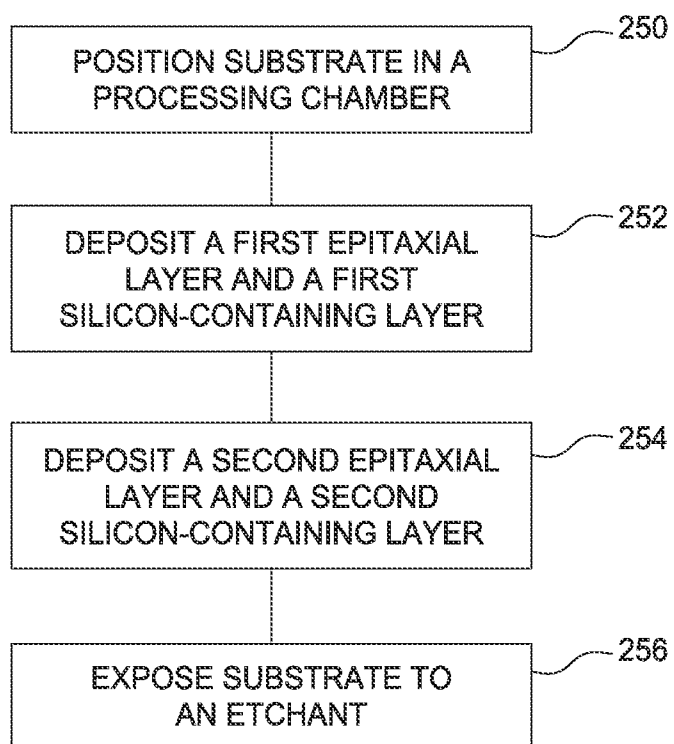 250
POSITION SUBSTRATE IN A
PROCESSING CHAMBER
252
DEPOSIT A FIRST EPITAXIAL
LAYER AND A FIRST
SILICON-CONTAINING LAYER
254
DEPOSIT A SECOND EPITAXIAL
LAYER AND A SECOND
SILICON-CONTAINING LAYER
256
EXPOSE SUBSTRATE TO
AN ETCHANT